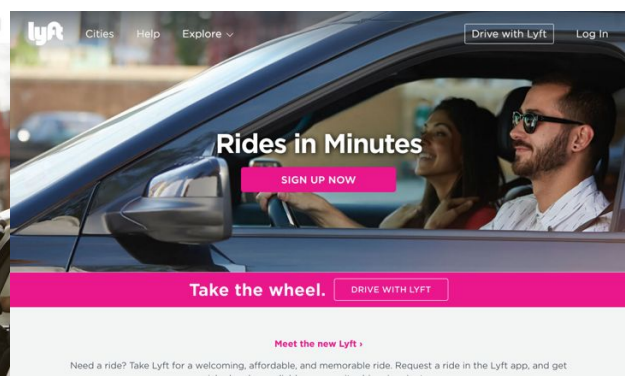 lyft Cities Help Explore Drive with Lyft Log In
Rides in Minutes
SIGN UP NOW
Take the wheel. DRIVE WITH LYFT
Meet the new Lyft ›
Need a ride? Take Lyft for a welcoming, affordable, and memorable ride. Request a ride in the Lyft app, and get